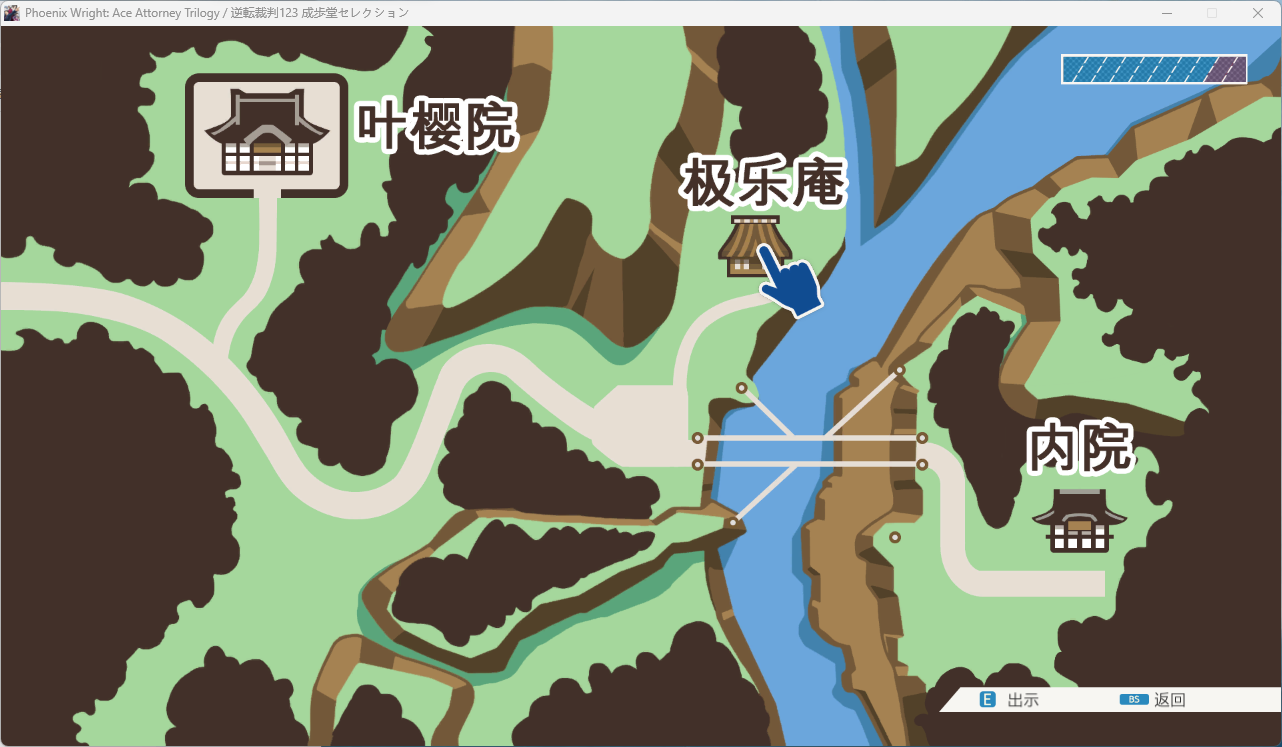 Phoenix Wright: Ace Attorney Trilogy / 逆転裁判123 成歩堂セレクション
叶樱院
极乐庵
内院
E 出示
BS 返回